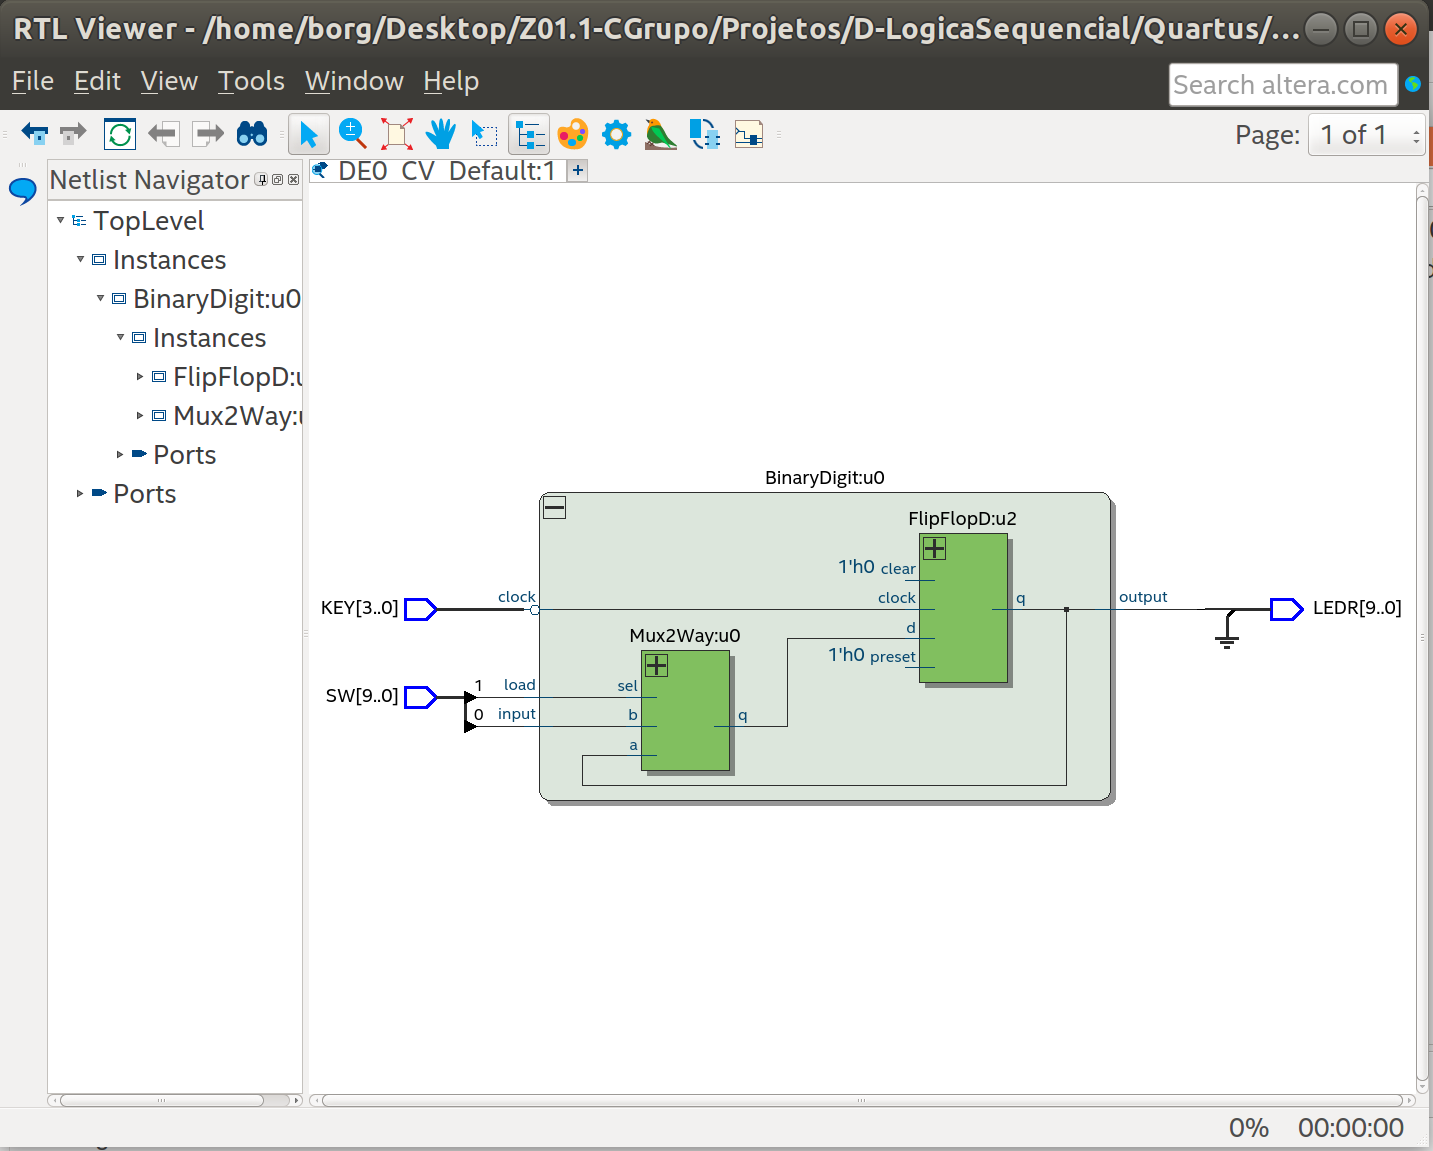 RTL Viewer - /home/borg/Desktop/Z01.1-CGrupo/Projetos/D-LogicaSequencial/Quartus/...
File Edit View Tools Window Help
Search altera.com
Page: 1 of 1
Netlist Navigator
DE0_CV_Default:1
TopLevel
Instances
BinaryDigit:u0
Instances
FlipFlopD:u
Mux2Way:u
Ports
Ports
BinaryDigit:u0
FlipFlopD:u2
1'h0 clear
KEY[3..0]
clock
clock
q
output
LEDR[9..0]
d
Mux2Way:u0
1'h0 preset
SW[9..0]
1 load
sel
0 input
b
q
a
0% 00:00:00